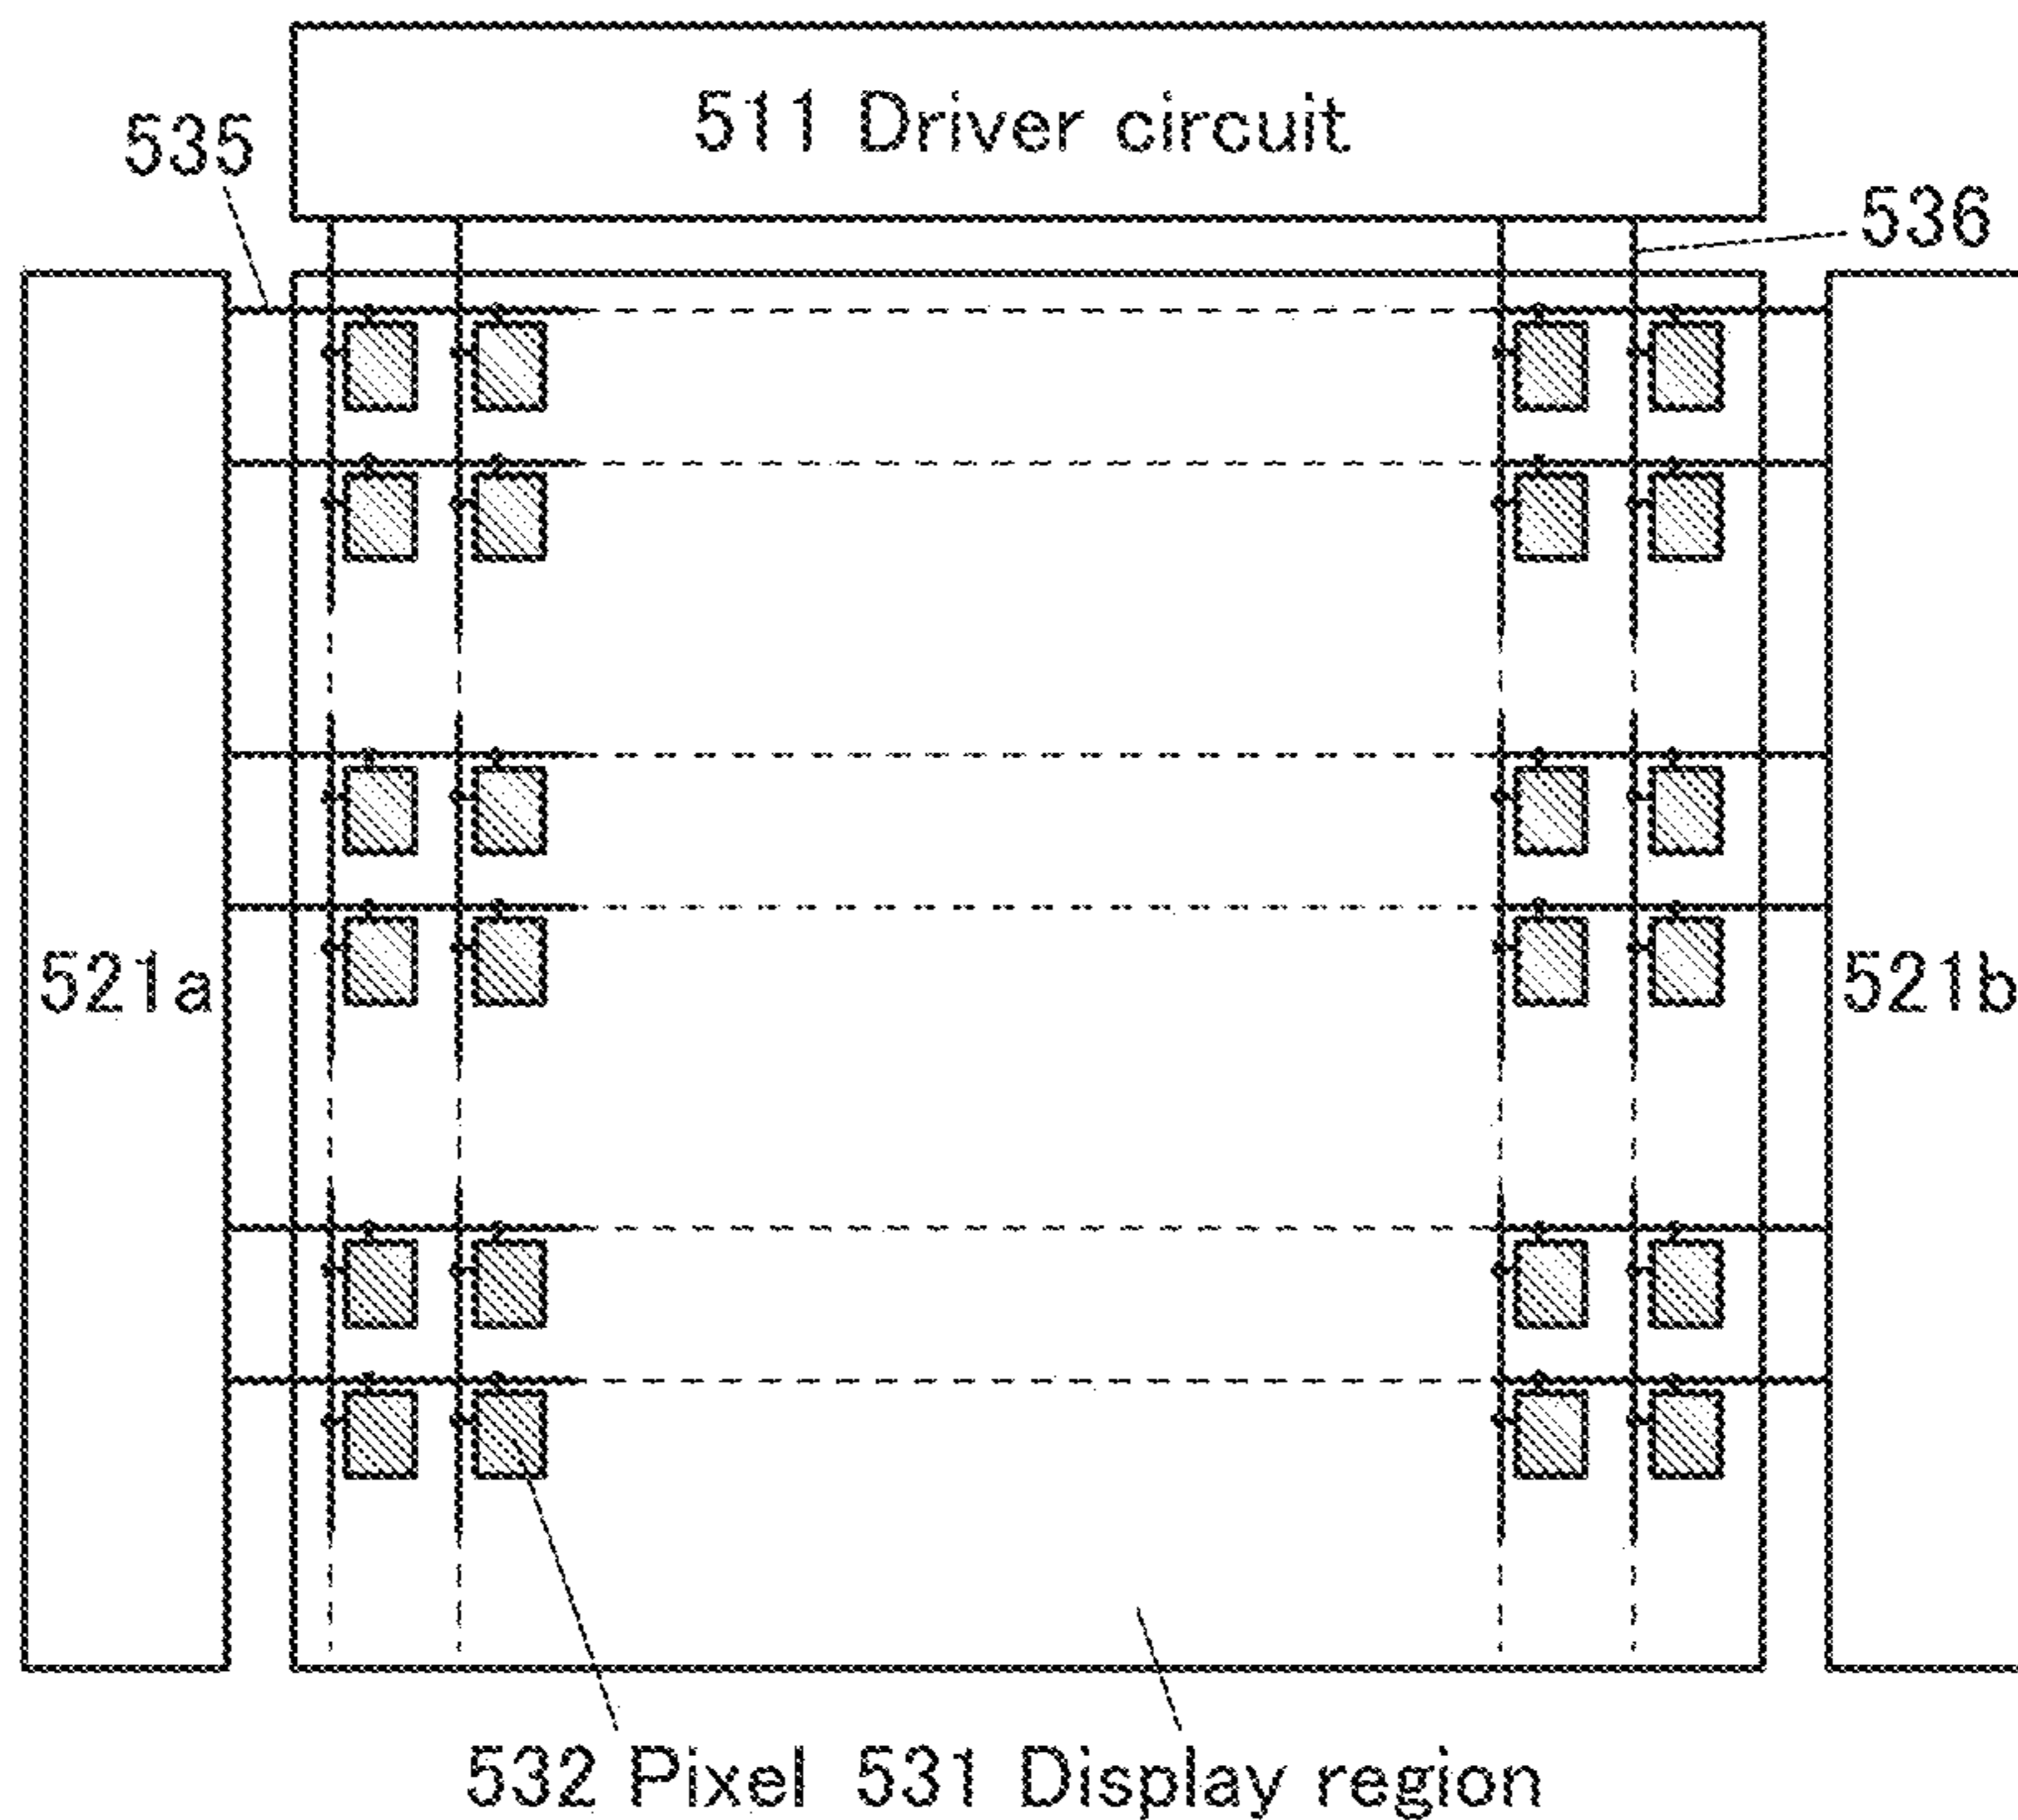 511 Driver circuit
535
536
521a
521b
532 Pixel 531 Display region